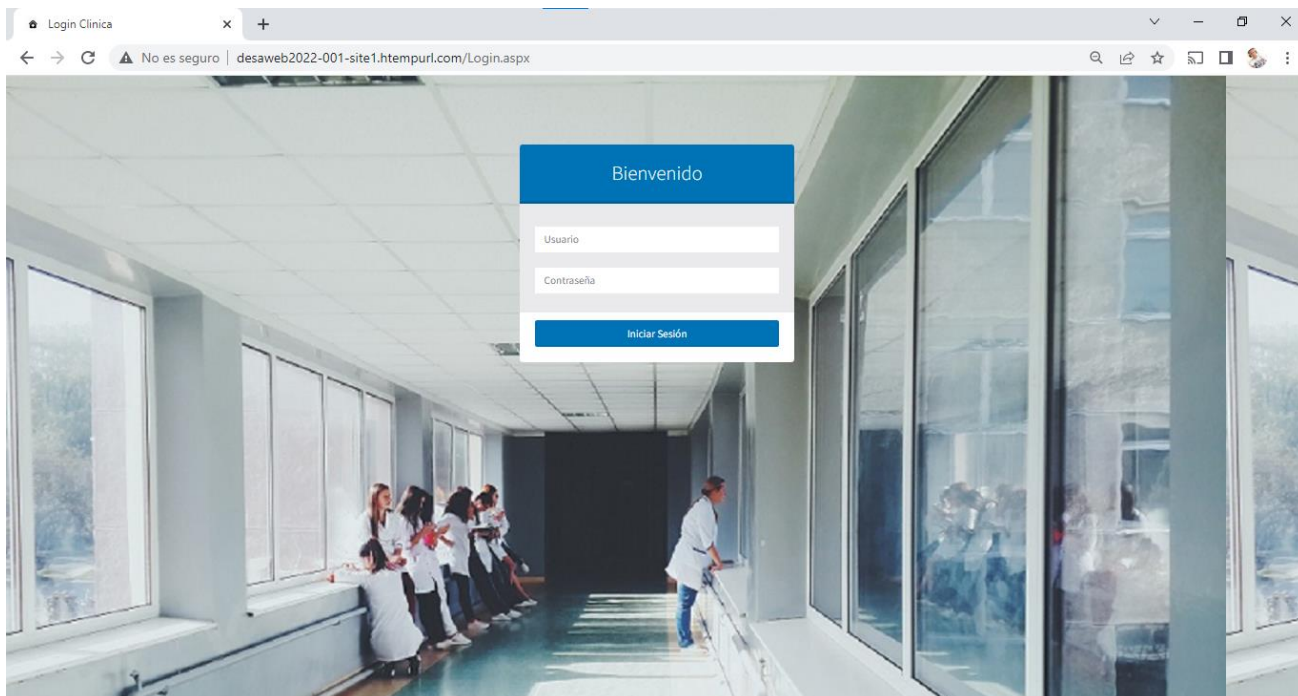 Login Clinica
No es seguro | desaweb2022-001-site1.htempurl.com/Login.aspx
Bienvenido
Usuario
Contraseña
Iniciar Sesión